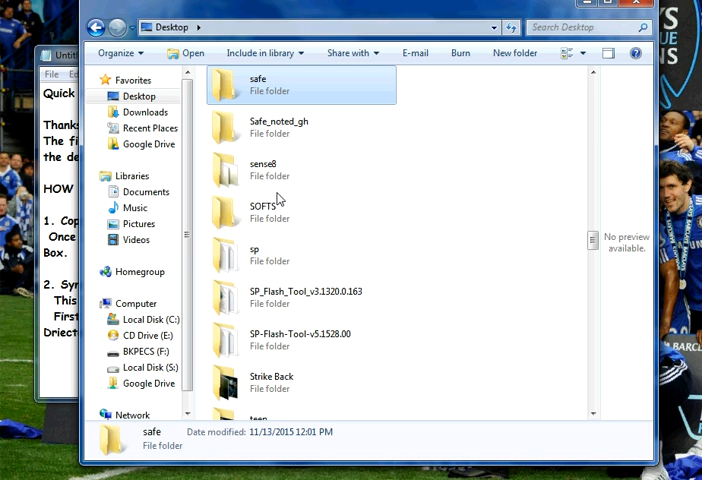 Desktop
Search Desktop
Organize
Open
Include in library
Share with
E-mail
Burn
New folder
Favorites
Desktop
Downloads
Recent Places
Google Drive
Libraries
Documents
Music
Pictures
Videos
Homegroup
Computer
Local Disk (C:)
CD Drive (E:)
BKPECS (F:)
Local Disk (S:)
Google Drive
Network
safe
File folder
Safe_noted_gh
File folder
sense8
File folder
SOFTS
File folder
sp
File folder
SP_Flash_Tool_v3.1320.0.163
File folder
SP-Flash-Tool-v5.1528.00
File folder
Strike Back
File folder
teen
No preview
available.
safe
Date modified: 11/13/2015 12:01 PM
File folder
File
Quick
Thanks
The fi
the de
HOW
1. Cop
Once
Box.
2. Syn
This
First
Driect
NS
BARC